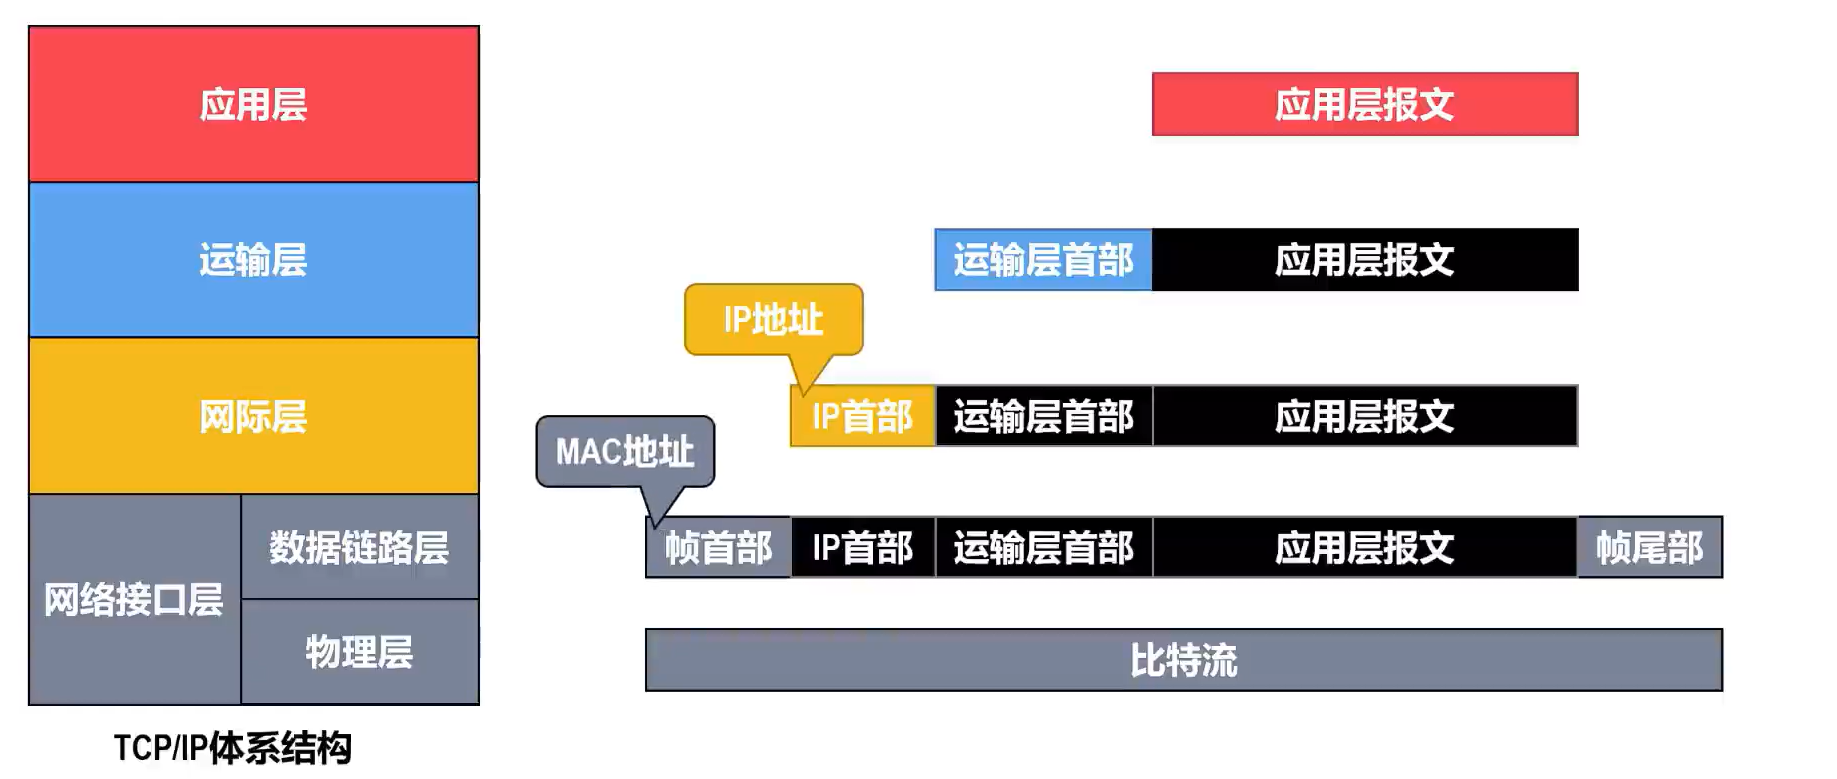 应用层
应用层报文
运输层
运输层首部 应用层报文
IP地址
网际层
IP首部 运输层首部 应用层报文
MAC地址
网络接口层
数据链路层
帧首部 IP首部 运输层首部 应用层报文 帧尾部
物理层
比特流
TCP/IP体系结构